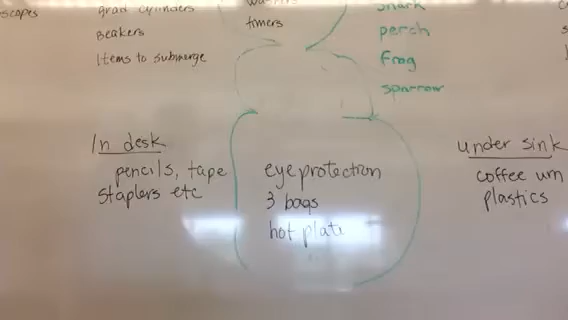 scopes
grad cylinders
Beakers
Items to submerge
timers
shark
perch
frog
sparrow
In desk
pencils, tape
staplers etc
eye protection
3 bags
hot plate
under sink
coffee urn
plastics